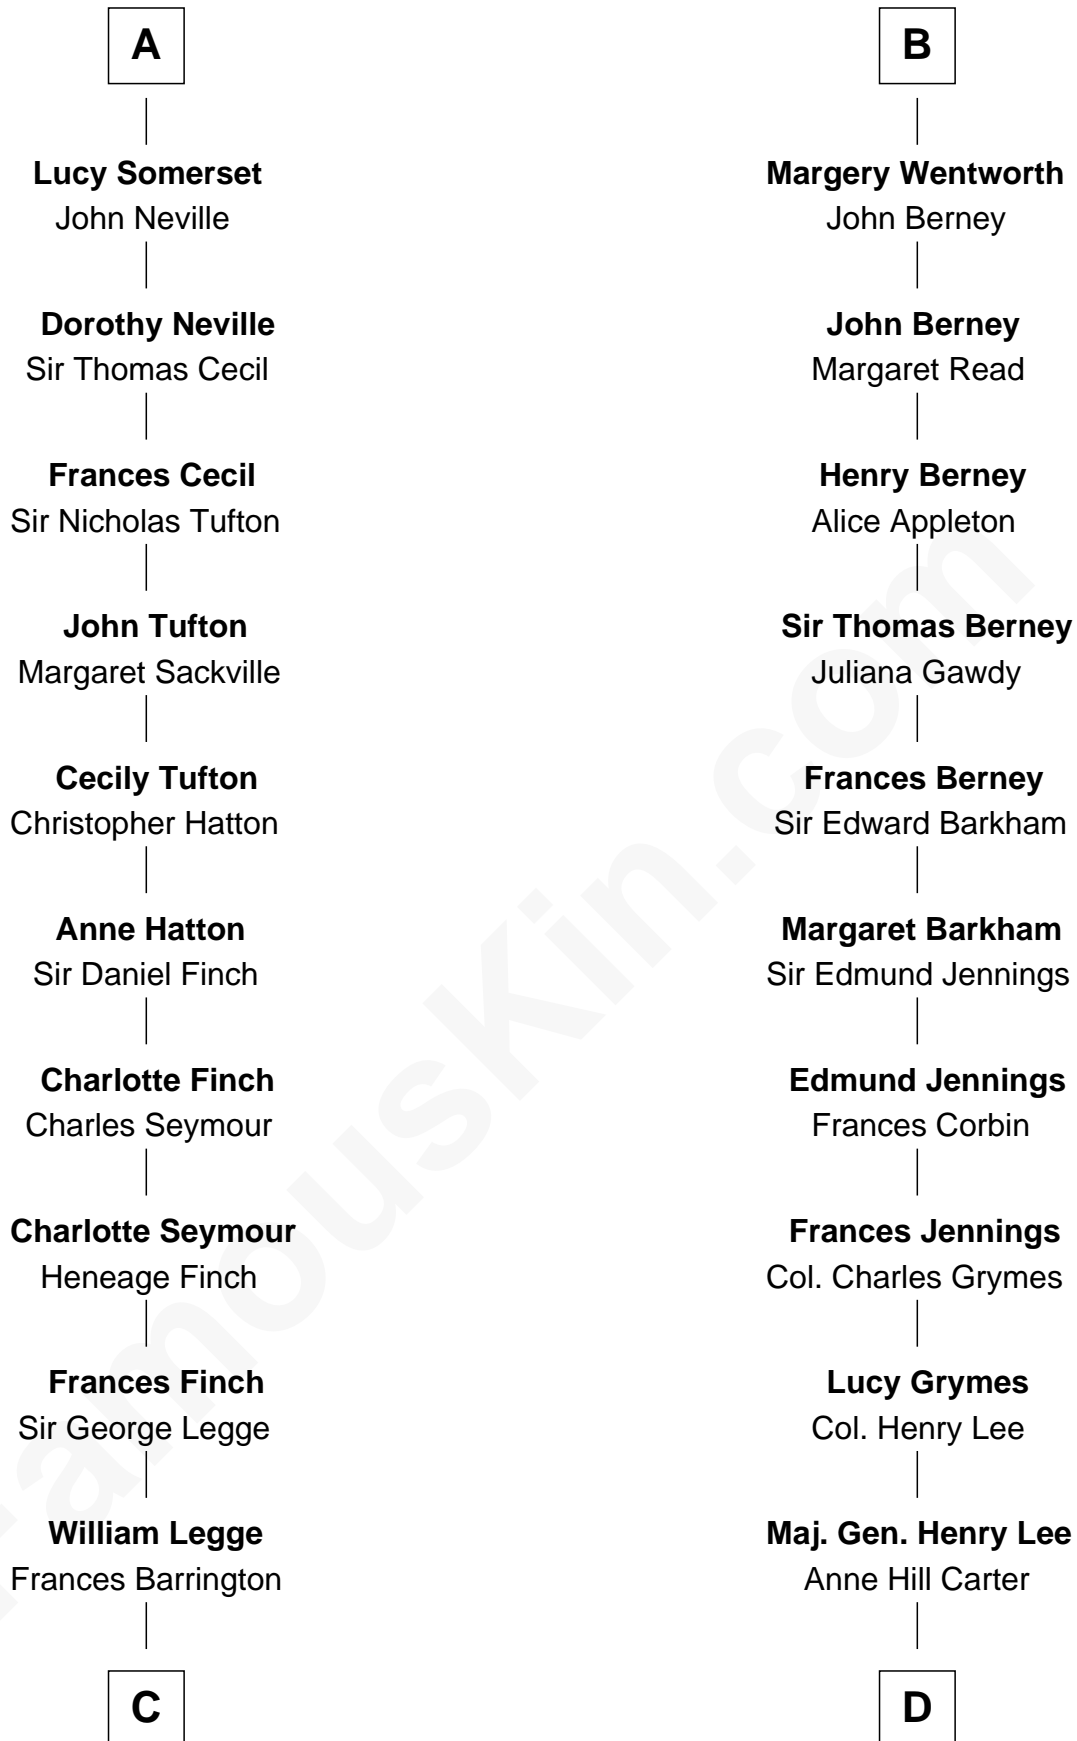 A
Lucy Somerset
John Neville
Dorothy Neville
Sir Thomas Cecil
Frances Cecil
Sir Nicholas Tufton
John Tufton
Margaret Sackville
Cecily Tufton
Christopher Hatton
Anne Hatton
Sir Daniel Finch
Charlotte Finch
Charles Seymour
Charlotte Seymour
Heneage Finch
Frances Finch
Sir George Legge
William Legge
Frances Barrington
C
B
Margery Wentworth
John Berney
John Berney
Margaret Read
Henry Berney
Alice Appleton
Sir Thomas Berney
Juliana Gawdy
Frances Berney
Sir Edward Barkham
Margaret Barkham
Sir Edmund Jennings
Edmund Jennings
Frances Corbin
Frances Jennings
Col. Charles Grymes
Lucy Grymes
Col. Henry Lee
Maj. Gen. Henry Lee
Anne Hill Carter
D
FamousKin.com